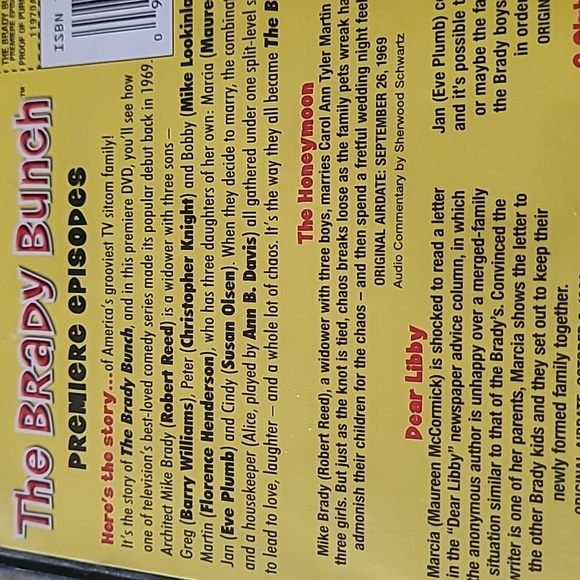 THE BRADY BU
PREMIERE EPISOD
PROOF OF PUR
ISBN
The BRADY BUNCH™
PREMIERE EPISODES
Here's the story...of America's grooviest TV sitcom family!
It's the story of The Brady Bunch, and in this premiere DVD, you'll see how
one of television's best-loved comedy series made its popular debut back in 1969.
Architect Mike Brady (Robert Reed) is a widower with three sons –
Greg (Barry Williams), Peter (Christopher Knight) and Bobby (Mike Lookinla
Martin (Florence Henderson), who has three daughters of her own: Marcia (Maure
Jan (Eve Plumb) and Cindy (Susan Olsen). When they decide to marry, the combinat
and a housekeeper (Alice, played by Ann B. Davis) all gathered under one split-level s
to lead to love, laughter – and a whole lot of chaos. It's the way they all became The B
The Honeymoon
Mike Brady (Robert Reed), a widower with three boys, marries Carol Ann Tyler Martin
three girls. But just as the knot is tied, chaos breaks loose as the family pets wreak ha
admonish their children for the chaos – and then spend a fretful wedding night feel
ORIGINAL AIRDATE: SEPTEMBER 26, 1969
Audio Commentary by Sherwood Schwartz
Dear Libby
Marcia (Maureen McCormick) is shocked to read a letter
in the "Dear Libby" newspaper advice column, in which
the anonymous author is unhappy over a merged-family
situation similar to that of the Brady's. Convinced the
writer is one of her parents, Marcia shows the letter to
the other Brady kids and they set out to keep their
newly formed family together.
Jan (Eve Plumb) c
and it's possible t
or maybe the fa
the Brady boys
in orde
ORIGIN